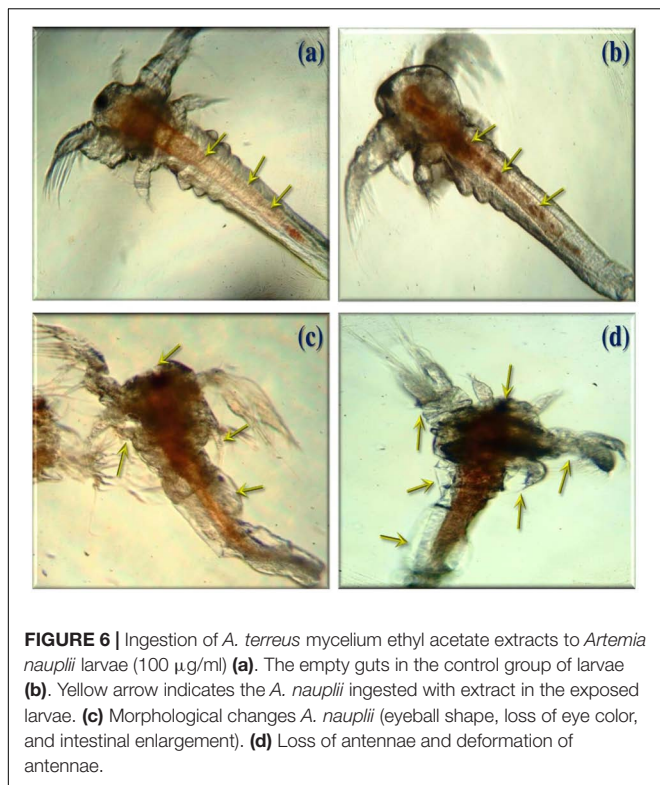 (a)
(b)
(c)
(d)
FIGURE 6 | Ingestion of A. terreus mycelium ethyl acetate extracts to Artemia
nauplii larvae (100 μg/ml) (a). The empty guts in the control group of larvae
(b). Yellow arrow indicates the A. nauplii ingested with extract in the exposed
larvae. (c) Morphological changes A. nauplii (eyeball shape, loss of eye color,
and intestinal enlargement). (d) Loss of antennae and deformation of
antennae.